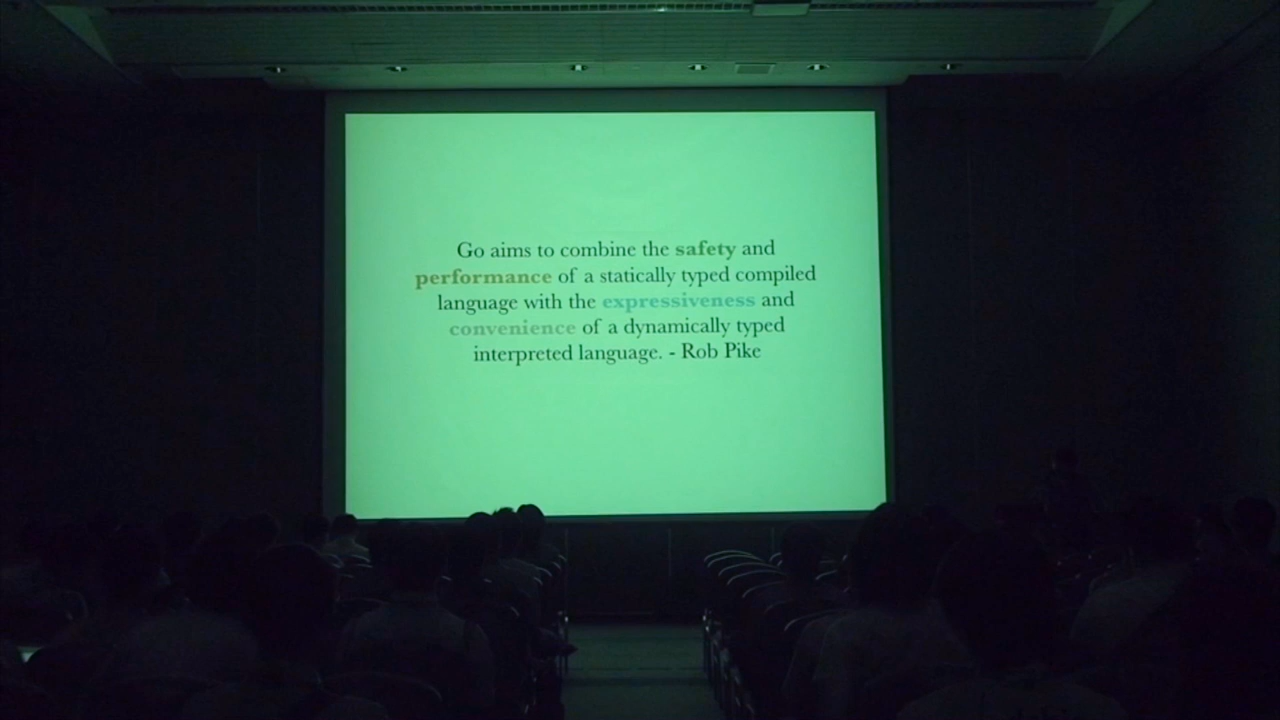 Go aims to combine the safety and
performance of a statically typed compiled
language with the expressiveness and
convenience of a dynamically typed
interpreted language. - Rob Pike